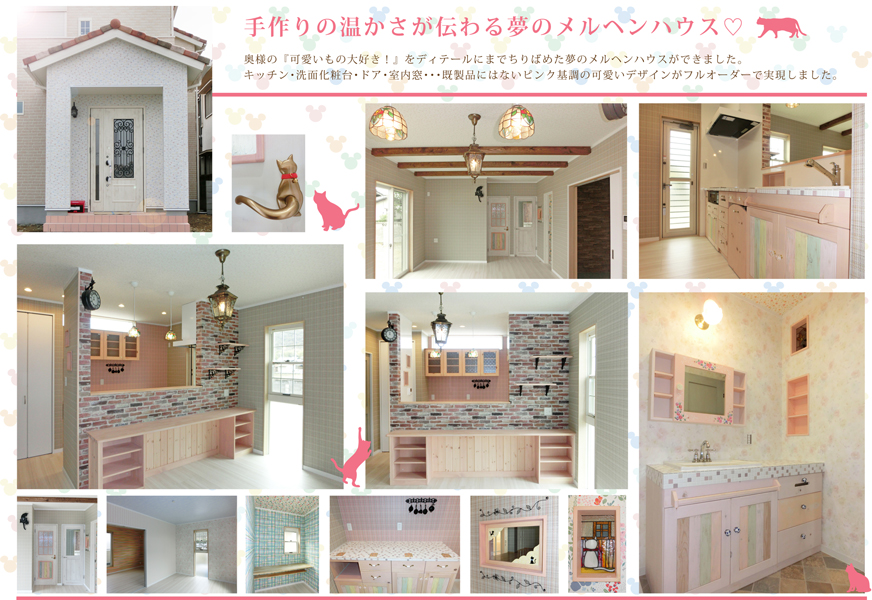 手作りの温かさが伝わる夢のメルヘンハウス♡
奥様の『可愛いもの大好き！』をディテールにまでちりばめた夢のメルヘンハウスができました。
キッチン・洗面化粧台・ドア・室内窓・・・既製品にはないピンク基調の可愛いデザインがフルオーダーで実現しました。